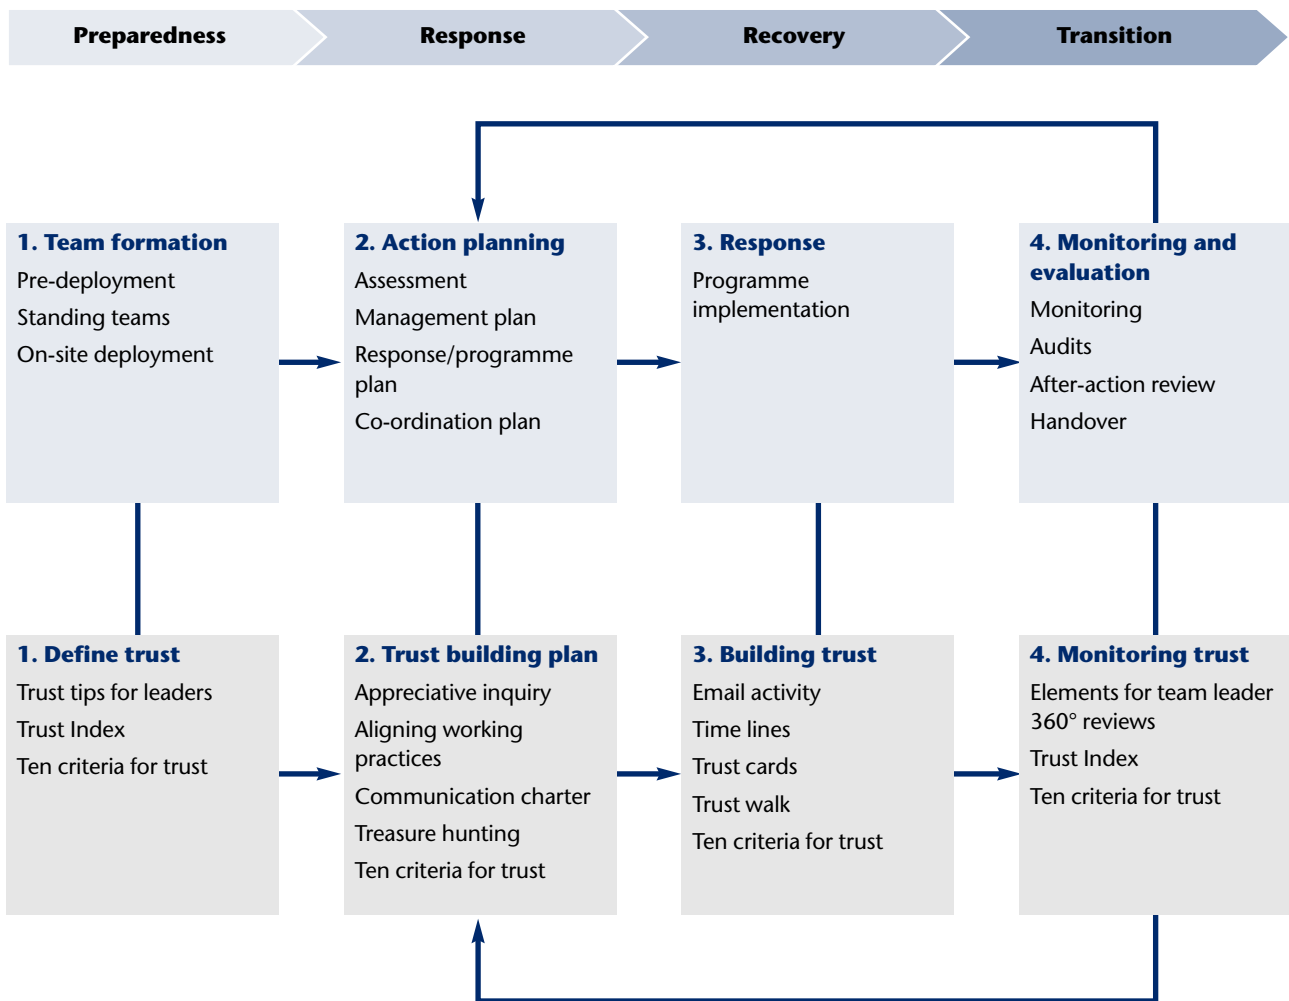 Preparedness
Response
Recovery
Transition
1. Team formation
Pre-deployment
Standing teams
On-site deployment
2. Action planning
Assessment
Management plan
Response/programme
plan
Co-ordination plan
3. Response
Programme
implementation
4. Monitoring and
evaluation
Monitoring
Audits
After-action review
Handover
1. Define trust
Trust tips for leaders
Trust Index
Ten criteria for trust
2. Trust building plan
Appreciative inquiry
Aligning working
practices
Communication charter
Treasure hunting
Ten criteria for trust
3. Building trust
Email activity
Time lines
Trust cards
Trust walk
Ten criteria for trust
4. Monitoring trust
Elements for team leader
360° reviews
Trust Index
Ten criteria for trust